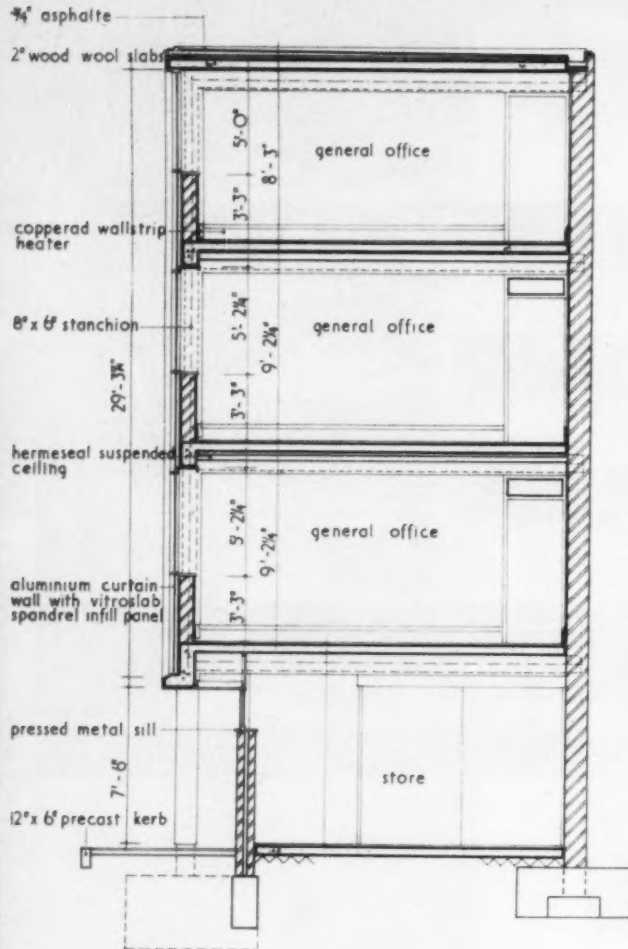 ¾" asphalte
2" wood wool slabs
5'-0"
8'-3"
general office
3'-3"
copperad wallstrip
heater
8" x 6" stanchion
5'-2¼"
9'-2¼"
general office
29'-3¾"
3'-3"
hermeseal suspended
ceiling
5'-2¼"
9'-2¼"
general office
aluminium curtain
wall with vitroslab
spandrel infill panel
3'-3"
pressed metal sill
7'-6"
store
12" x 6" precast kerb